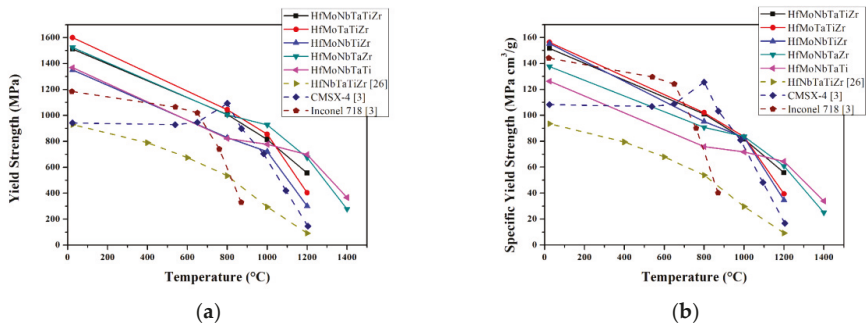 HfMoNbTaTiZr
HfMoTaTiZr
HfMoNbTiZr
HfMoNbTaZr
HfMoNbTaTi
HfNbTaTiZr [26]
CMSX-4 [3]
Inconel 718 [3]
1800
1600
1400
1200
1000
800
600
400
200
0
Yield Strength (MPa)
0 200 400 600 800 1000 1200 1400
Temperature (°C)
(a)
HfMoNbTaTiZr
HfMoTaTiZr
HfMoNbTiZr
HfMoNbTaZr
HfMoNbTaTi
HfNbTaTiZr [26]
CMSX-4 [3]
Inconel 718 [3]
180
160
140
120
100
80
60
40
20
0
Specific Yield Strength (MPa cm³/g)
0 200 400 600 800 1000 1200 1400
Temperature (°C)
(b)